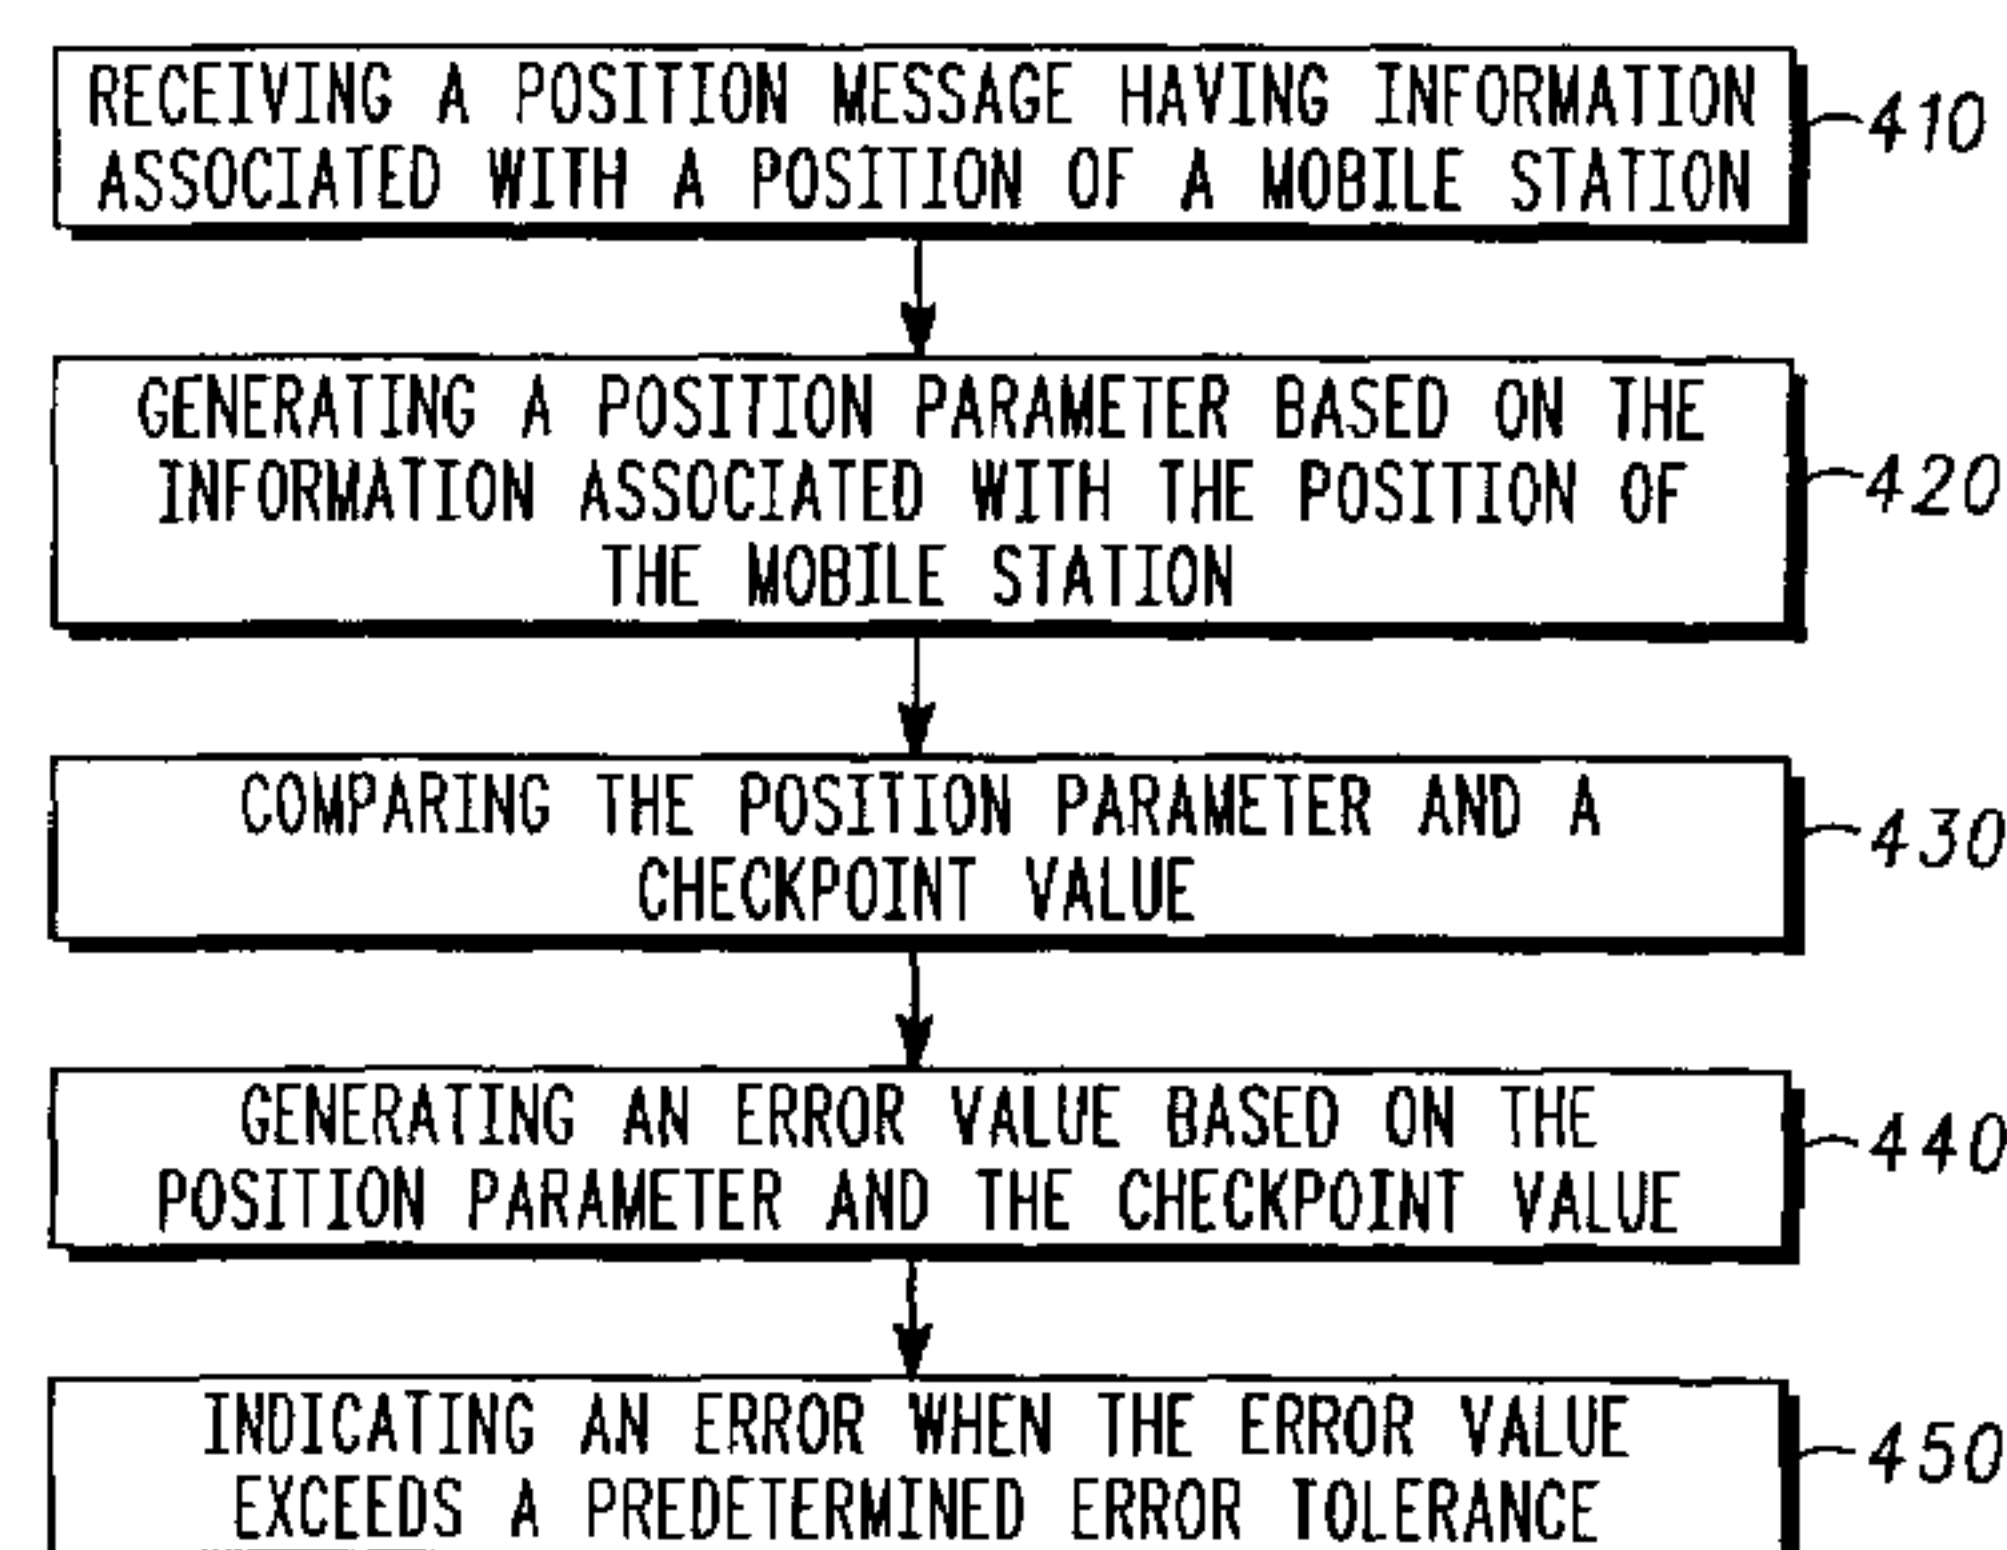 RECEIVING A POSITION MESSAGE HAVING INFORMATION
ASSOCIATED WITH A POSITION OF A MOBILE STATION
410
GENERATING A POSITION PARAMETER BASED ON THE
INFORMATION ASSOCIATED WITH THE POSITION OF
THE MOBILE STATION
420
COMPARING THE POSITION PARAMETER AND A
CHECKPOINT VALUE
430
GENERATING AN ERROR VALUE BASED ON THE
POSITION PARAMETER AND THE CHECKPOINT VALUE
440
INDICATING AN ERROR WHEN THE ERROR VALUE
EXCEEDS A PREDETERMINED ERROR TOLERANCE
450